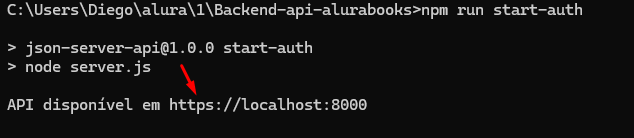 C:\Users\Diego\alura\1\Backend-api-alurabooks>npm run start-auth
> json-server-api@1.0.0 start-auth
> node server.js
API disponível em https://localhost:8000